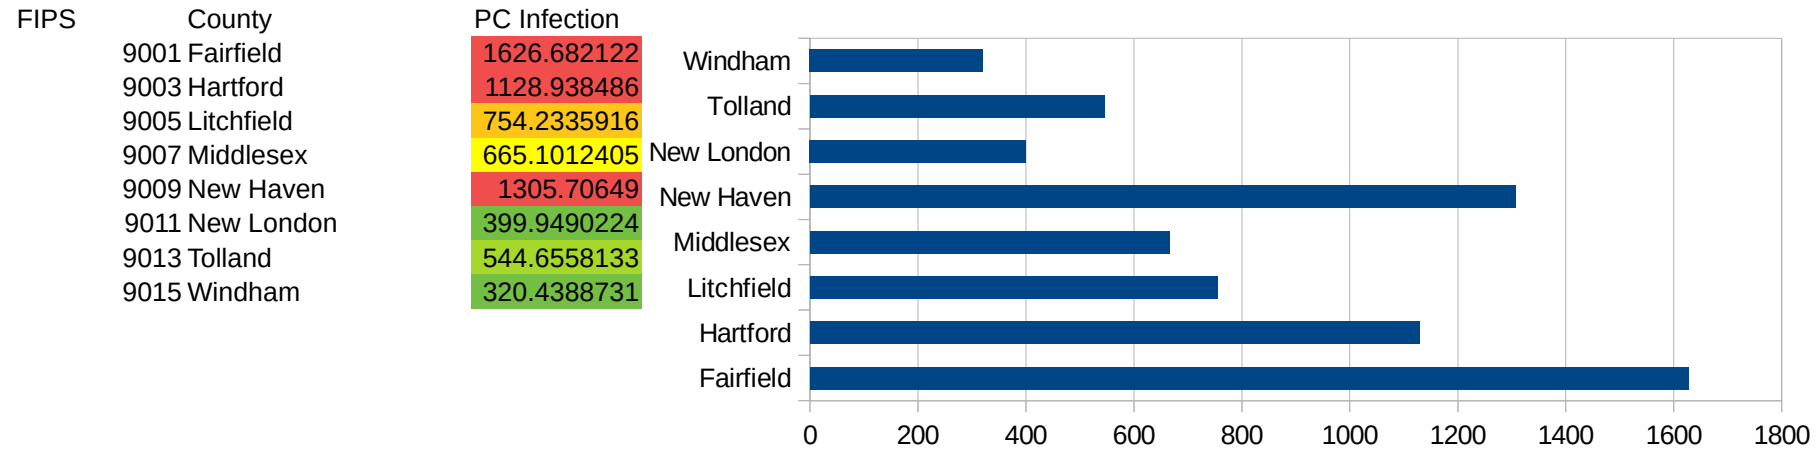 FIPS County PC Infection
9001 Fairfield 1626.682122
9003 Hartford 1128.938486
9005 Litchfield 754.2335916
9007 Middlesex 665.1012405
9009 New Haven 1305.70649
9011 New London 399.9490224
9013 Tolland 544.6558133
9015 Windham 320.4388731
Windham
Tolland
New London
New Haven
Middlesex
Litchfield
Hartford
Fairfield
0 200 400 600 800 1000 1200 1400 1600 1800